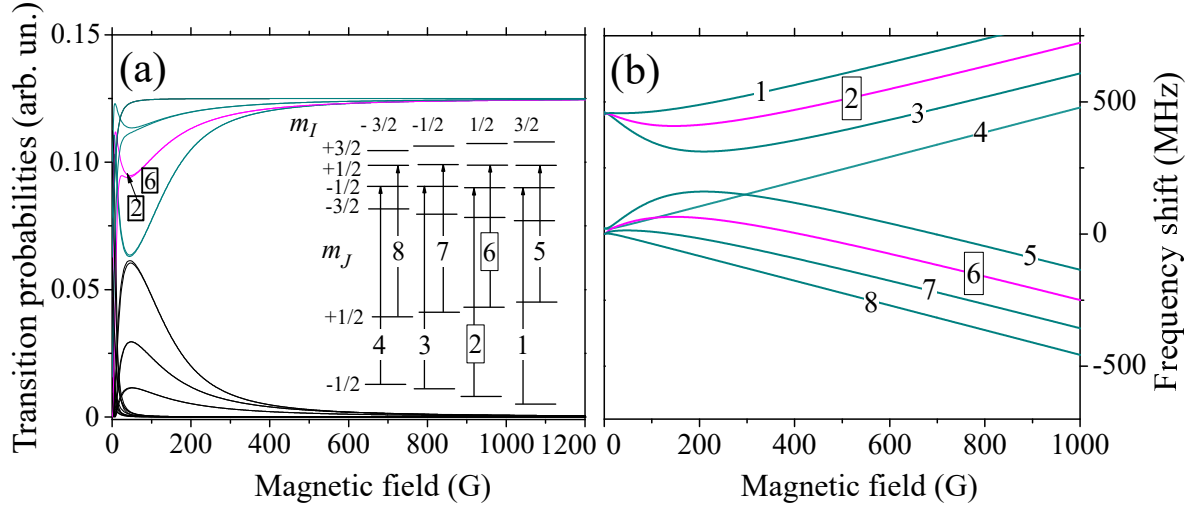 Transition probabilities (arb. un.)
0.15
0.10
0.05
0
(a)
6
2
m_I
- 3/2 -1/2 1/2 3/2
+3/2
+1/2
-1/2
-3/2
m_J
8 7 6 5
+1/2
4 3 2 1
-1/2
0 200 400 600 800 1000 1200
Magnetic field (G)
(b)
1
2
3
4
5
6
7
8
500
0
-500
Frequency shift (MHz)
0 200 400 600 800 1000
Magnetic field (G)